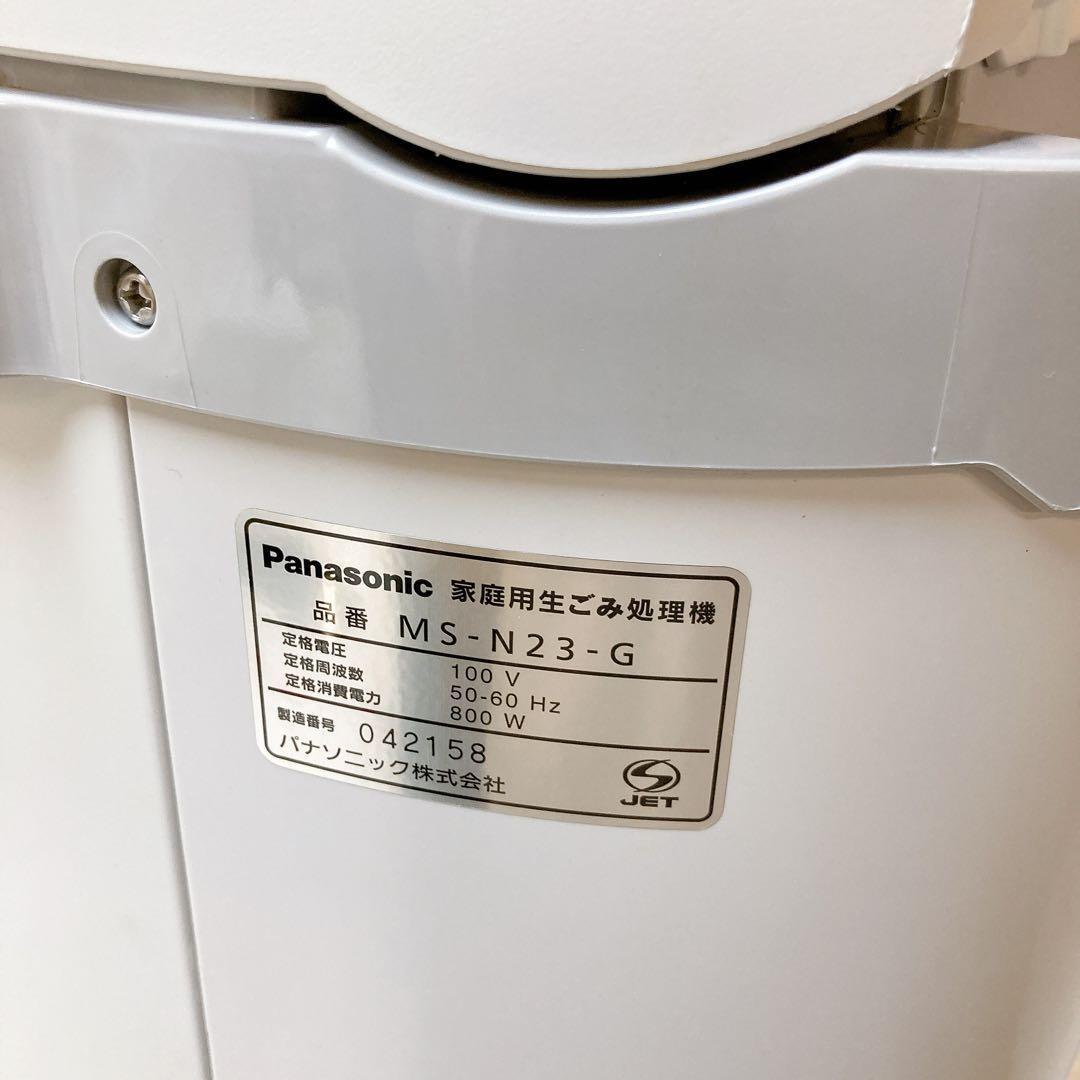 Panasonic 家庭用生ごみ処理機
品番 MS-N23-G
定格電圧 100 V
定格周波数 50-60 Hz
定格消費電力 800 W
製造番号 042158
パナソニック株式会社
JET